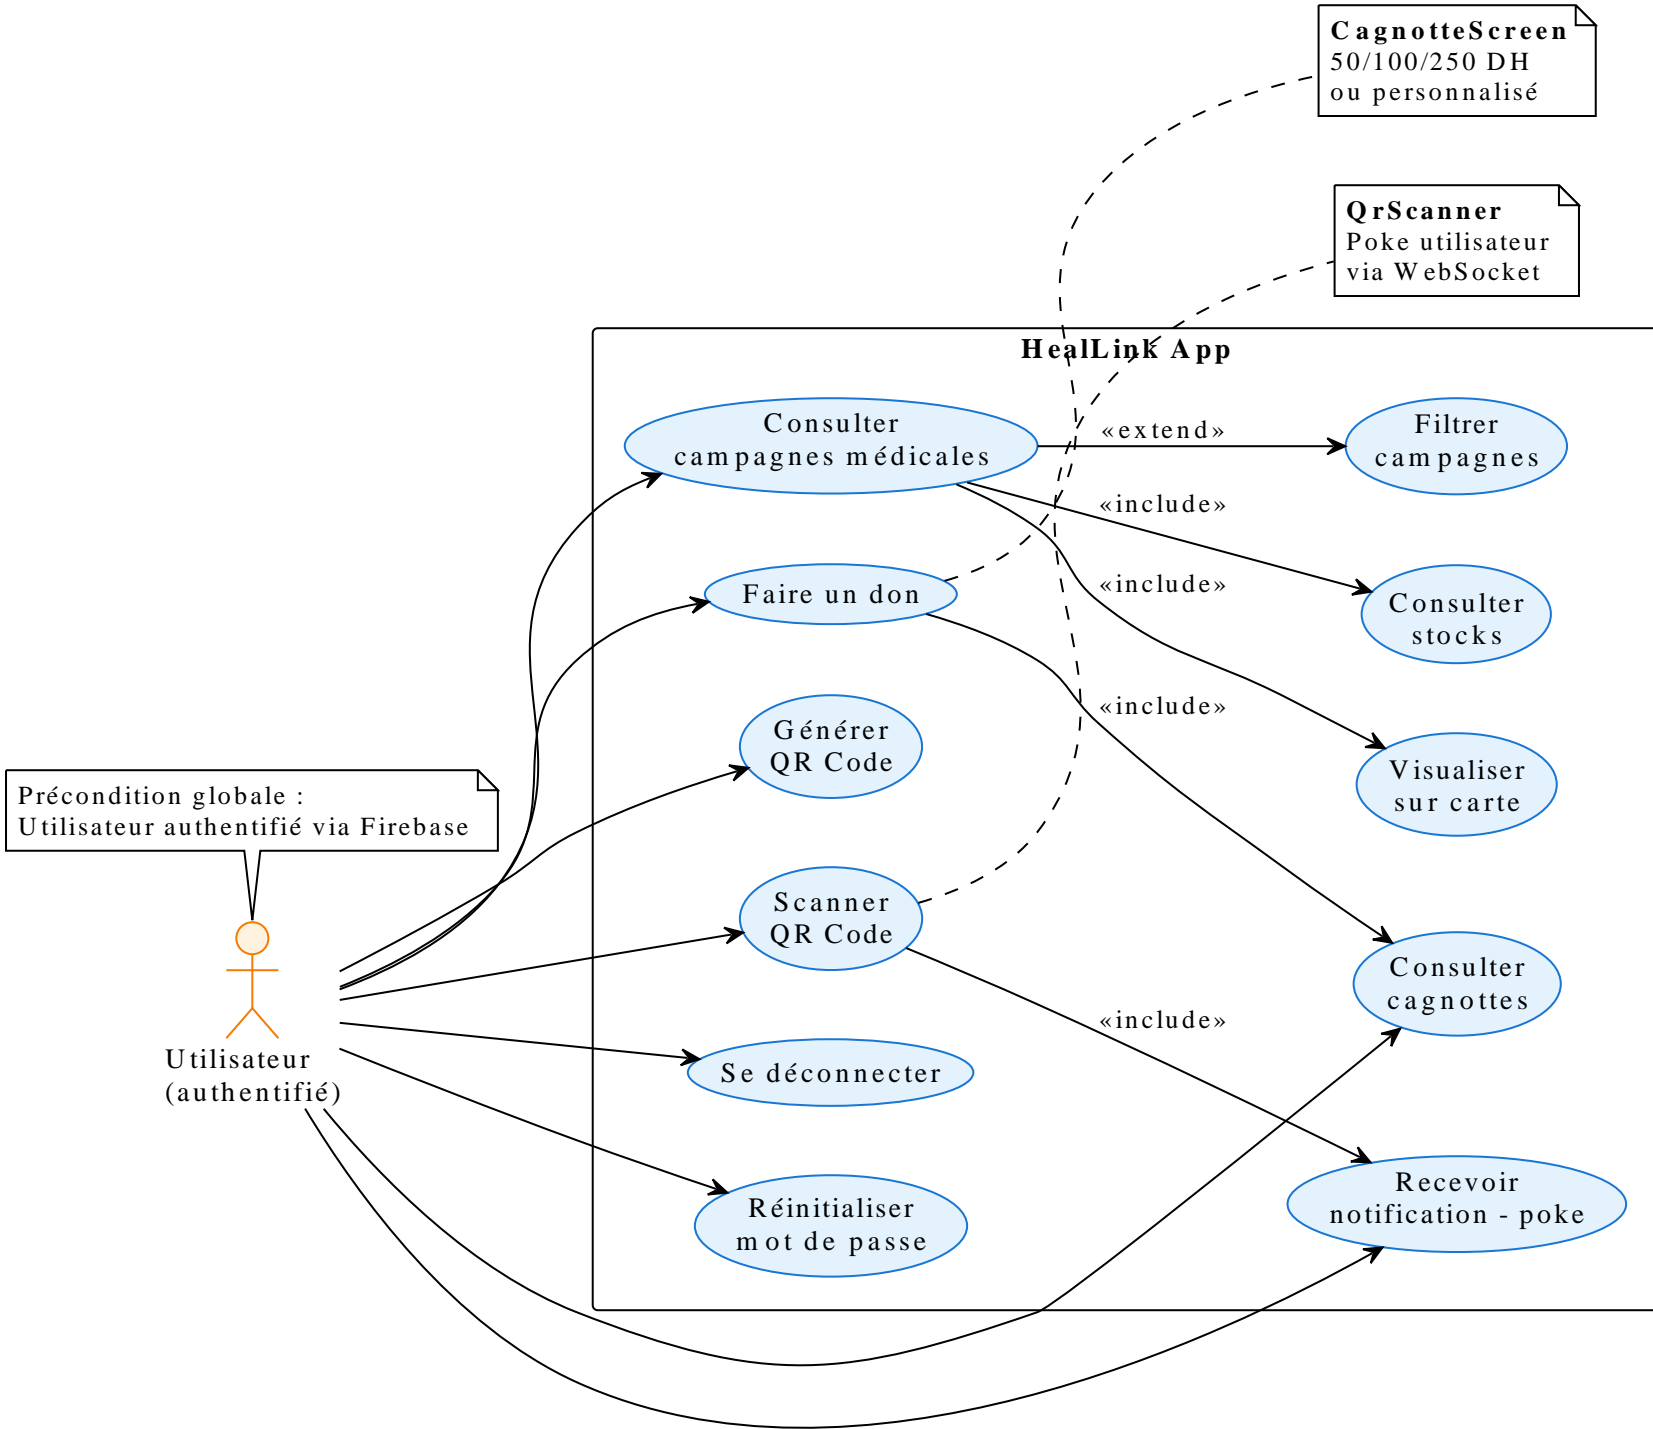 CagnotteScreen
50/100/250 DH
ou personnalisé
QrScanner
Poke utilisateur
via WebSocket
HealLink App
Consulter
campagnes médicales
«extend»
Filtrer
campagnes
«include»
Faire un don
«include»
Consulter
stocks
Générer
QR Code
«include»
Visualiser
sur carte
Précondition globale :
Utilisateur authentifié via Firebase
Scanner
QR Code
Consulter
cagnottes
«include»
Utilisateur
(authentifié)
Se déconnecter
Réinitialiser
mot de passe
Recevoir
notification - poke